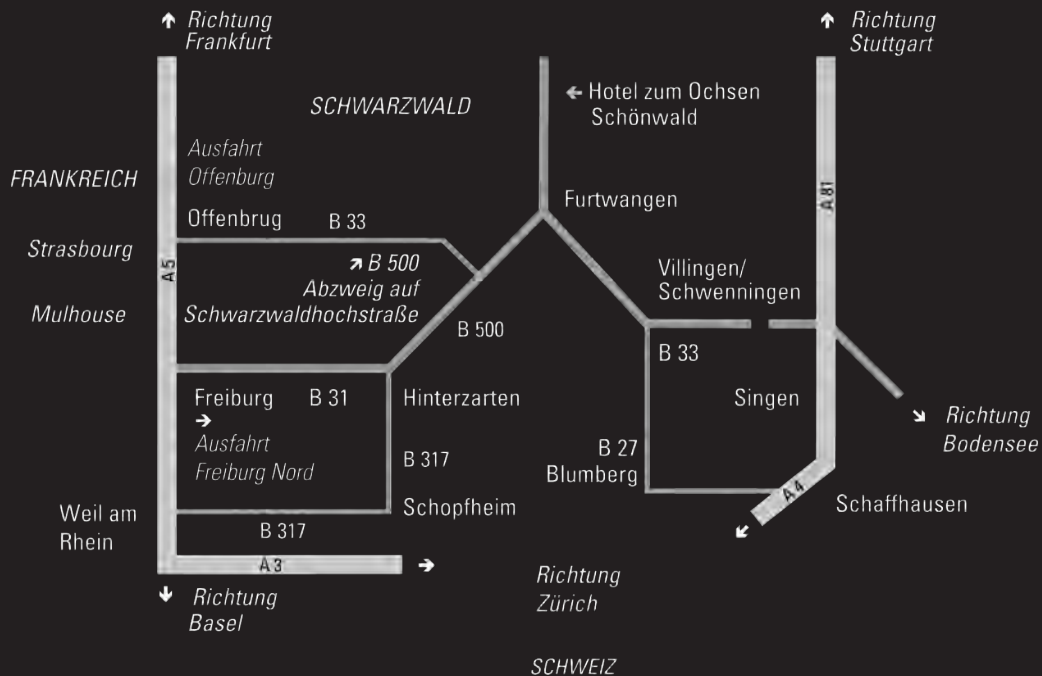 Richtung
Frankfurt
Richtung
Stuttgart
SCHWARZWALD
← Hotel zum Ochsen
Schönwald
Ausfahrt
Offenburg
FRANKREICH
A 81
Furtwangen
Offenbrug
B 33
Strasbourg
A 5
↗ B 500
Abzweig auf
Schwarzwaldhochstraße
Villingen/
Schwenningen
Mulhouse
B 500
B 33
Freiburg
→
B 31
Hinterzarten
Singen
Richtung
Bodensee
Ausfahrt
Freiburg Nord
B 317
B 27
Blumberg
A 4
Schaffhausen
Schopfheim
Weil am
Rhein
B 317
A 3
Richtung
Zürich
Richtung
Basel
SCHWEIZ